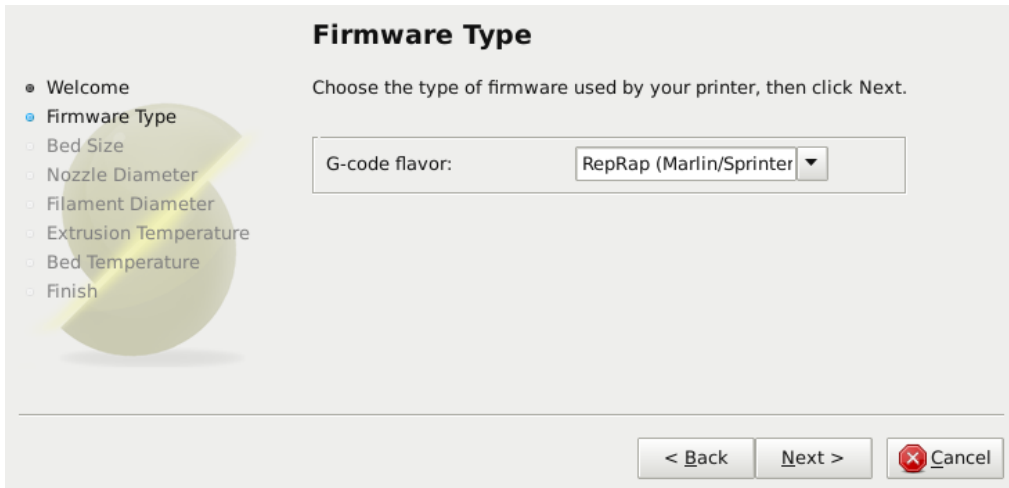 Firmware Type
Welcome
Firmware Type
Bed Size
Nozzle Diameter
Filament Diameter
Extrusion Temperature
Bed Temperature
Finish
Choose the type of firmware used by your printer, then click Next.
G-code flavor: RepRap (Marlin/Sprinter
< Back Next > Cancel